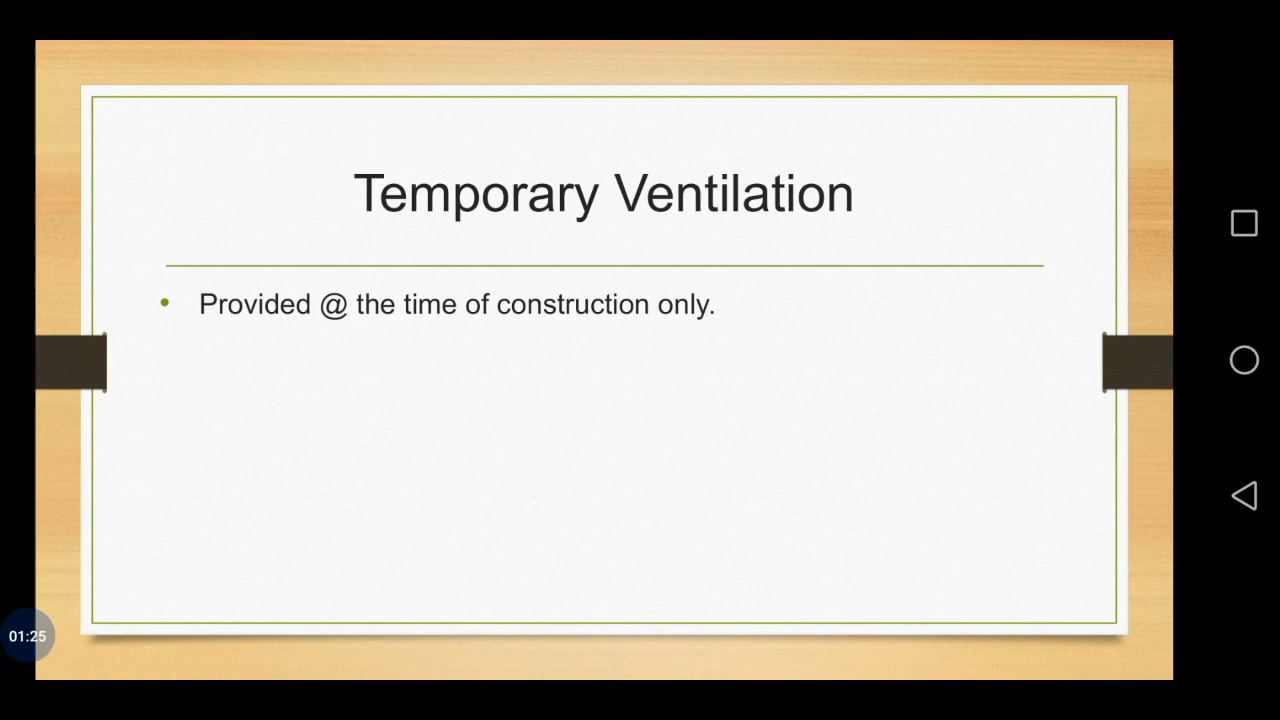 Temporary Ventilation
• Provided @ the time of construction only.
01:25